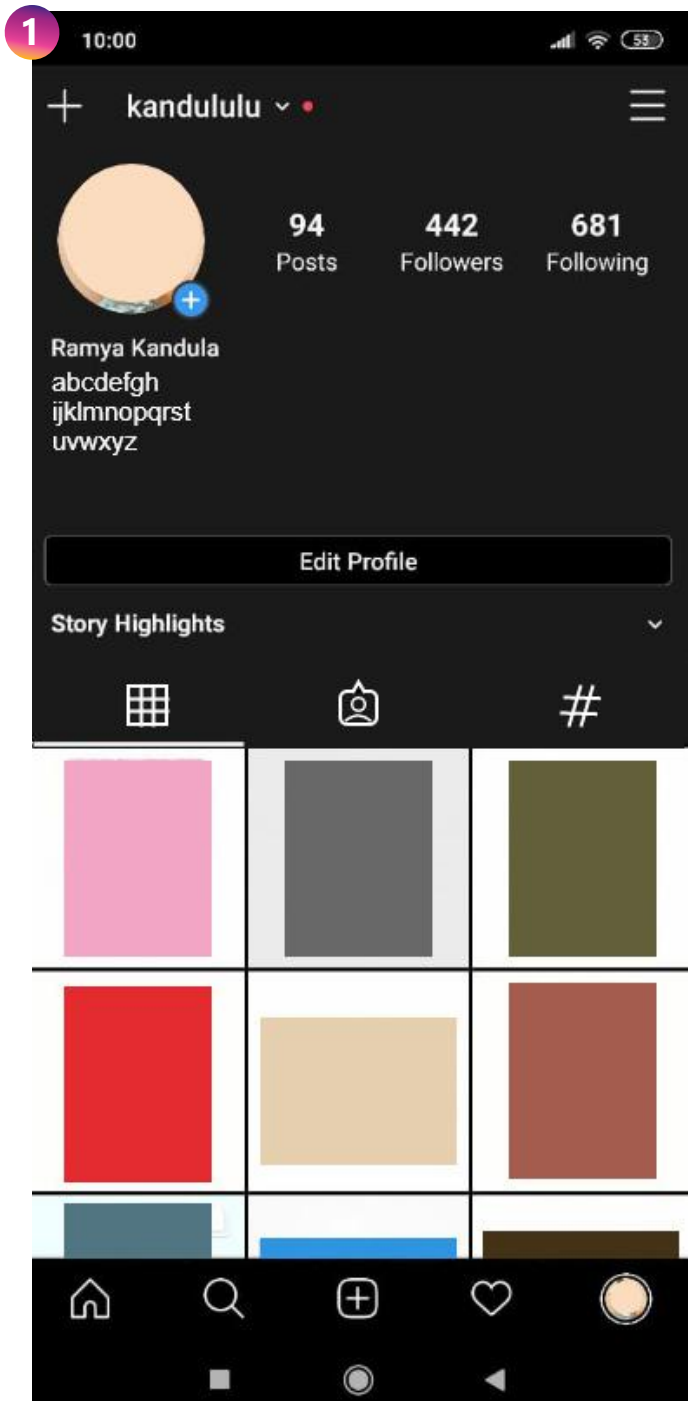 1
10:00
53
kandululu
94 442 681
Posts Followers Following
Ramya Kandula
abcdefgh
ijklmnopqrst
uvwxyz
Edit Profile
Story Highlights
#